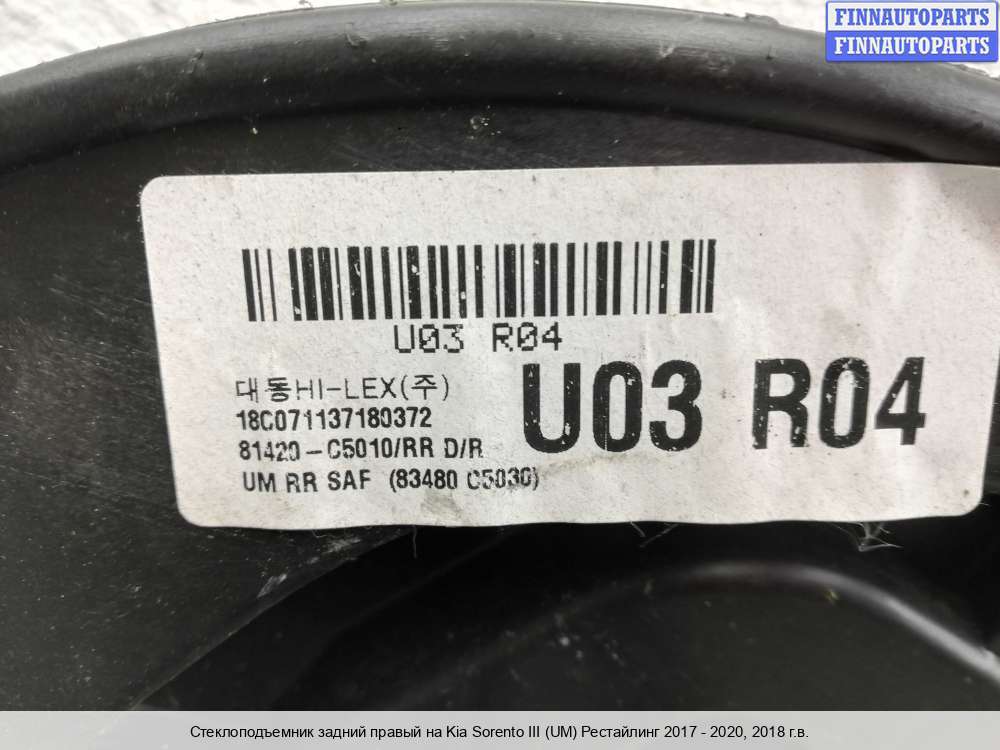 FINNAUTOPARTS
FINNAUTOPARTS
U03 R04
대동HI-LEX(주)
18C071137180372
81420-C5010/RR D/R
UM RR SAF (83480 C5030)
U03 R04
Стеклоподъемник задний правый на Kia Sorento III (UM) Рестайлинг 2017 - 2020, 2018 г.в.